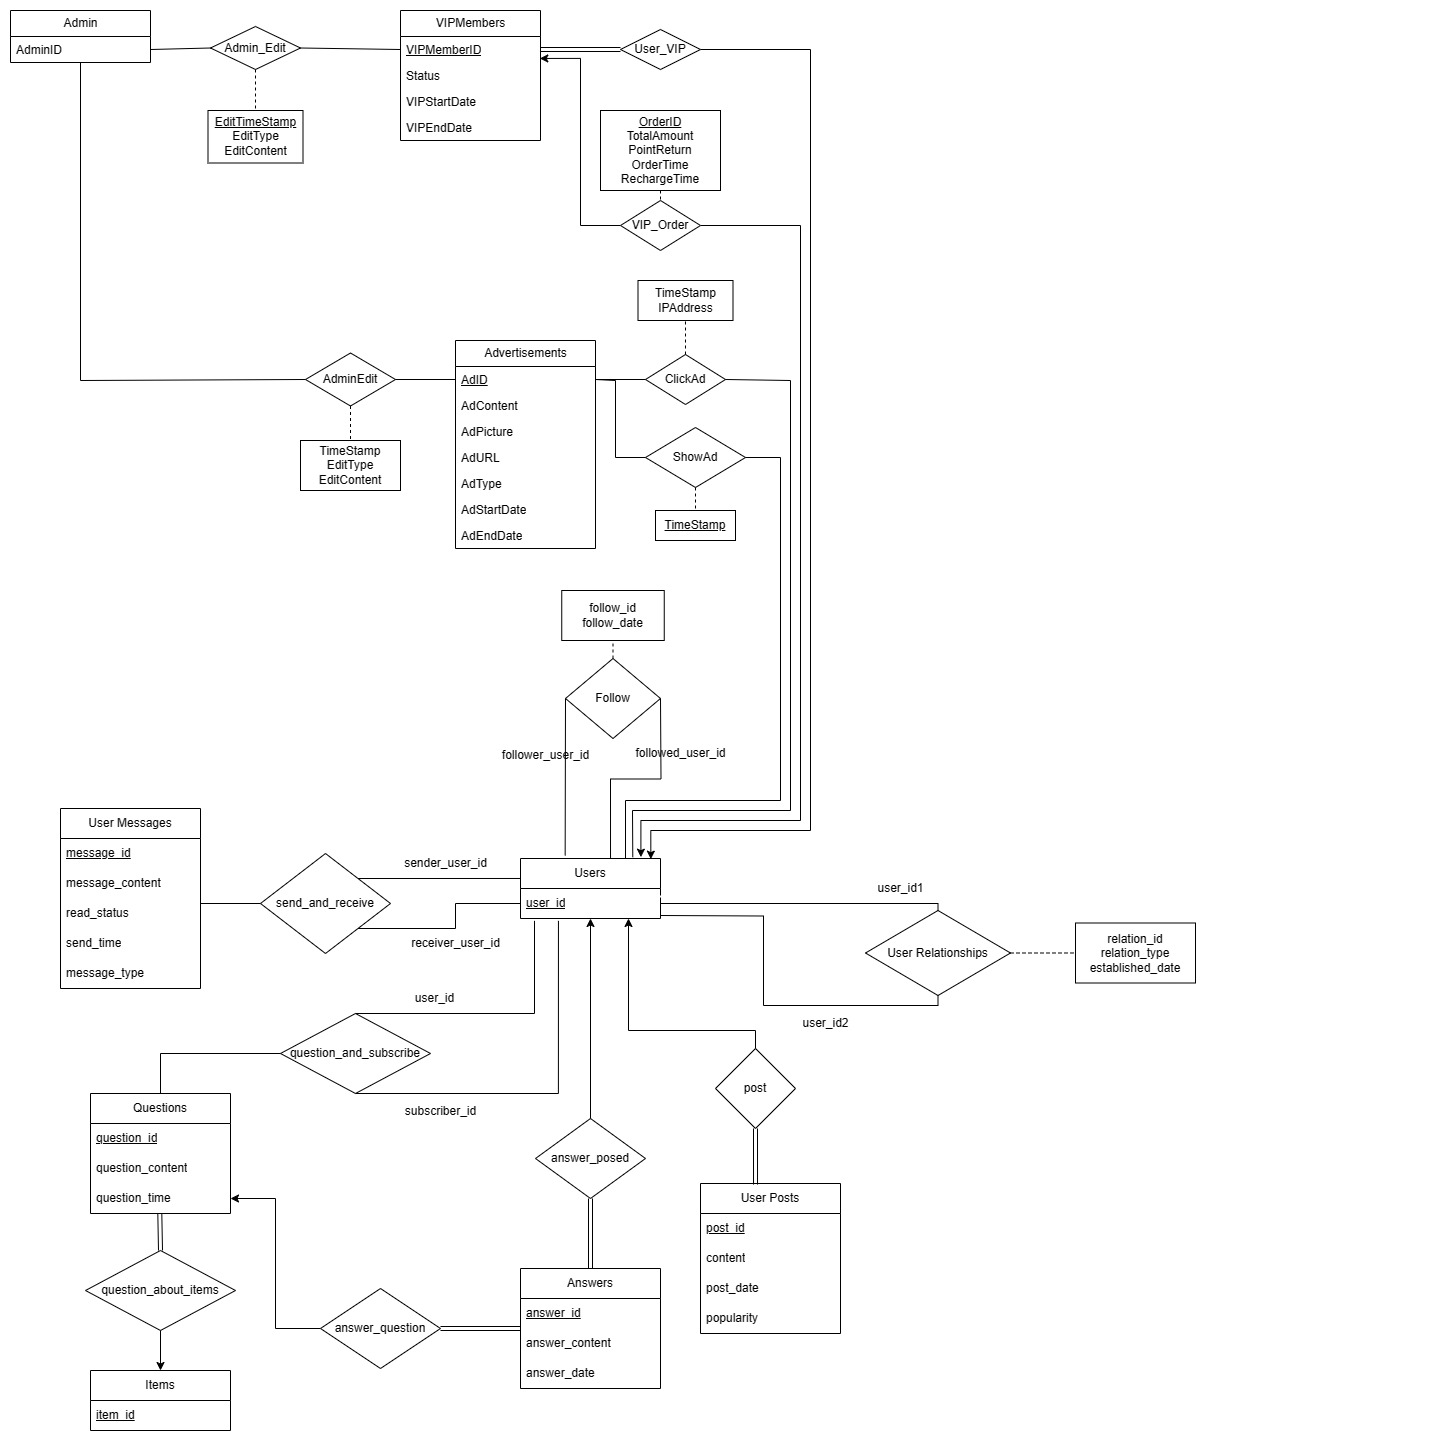 Admin
AdminID
Admin_Edit
EditTimeStamp
EditType
EditContent
VIPMembers
VIPMemberID
Status
VIPStartDate
VIPEndDate
User_VIP
OrderID
TotalAmount
PointReturn
OrderTime
RechargeTime
VIP_Order
TimeStamp
IPAddress
AdminEdit
TimeStamp
EditType
EditContent
Advertisements
AdID
AdContent
AdPicture
AdURL
AdType
AdStartDate
AdEndDate
ClickAd
ShowAd
TimeStamp
follow_id
follow_date
Follow
follower_user_id
followed_user_id
User Messages
message_id
message_content
read_status
send_time
message_type
send_and_receive
sender_user_id
receiver_user_id
Users
user_id
user_id1
User Relationships
relation_id
relation_type
established_date
user_id2
user_id
question_and_subscribe
subscriber_id
Questions
question_id
question_content
question_time
answer_posed
post
User Posts
post_id
content
post_date
popularity
question_about_items
answer_question
Answers
answer_id
answer_content
answer_date
Items
item_id